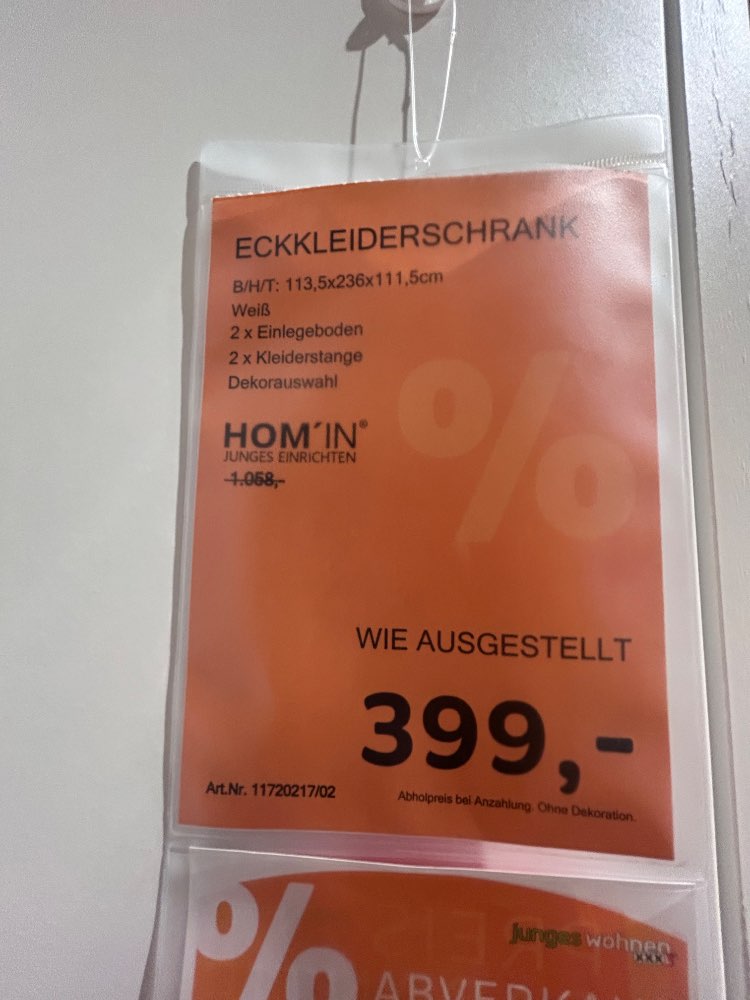 ECKKLEIDERSCHRANK
B/H/T: 113,5x236x111,5cm
Weiß
2 x Einlegeboden
2 x Kleiderstange
Dekorauswahl
HOM´IN®
JUNGES EINRICHTEN
1.058,-
%
WIE AUSGESTELLT
399,-
Art.Nr. 11720217/02
Abholpreis bei Anzahlung. Ohne Dekoration.
junges wohnen
xxx
%